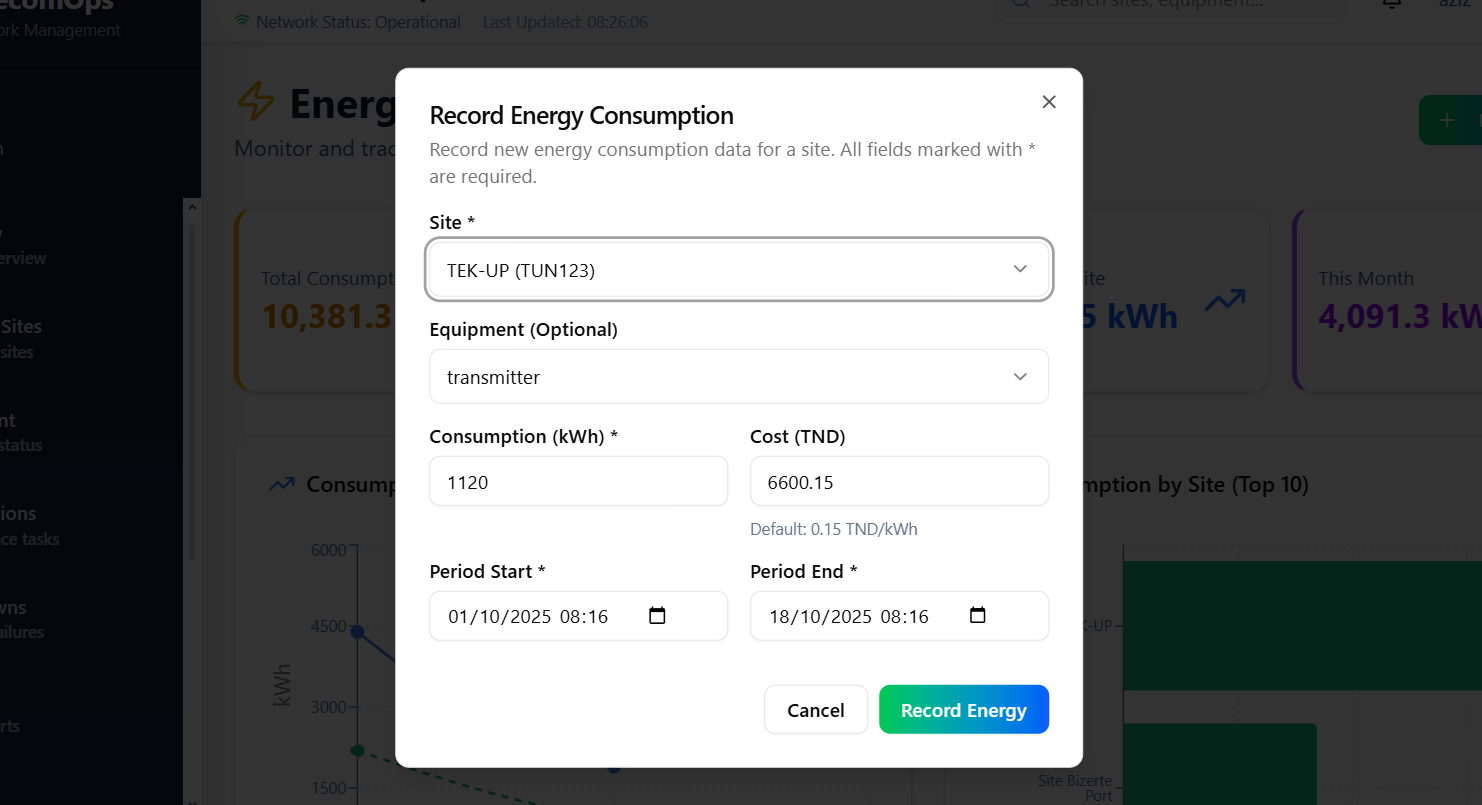 ecomOps
ork Management
Network Status: Operational Last Updated: 08:26:06
Search sites, equipment...
aziz
Energ
Monitor and trac
Total Consumpt
10,381.3
ite
5 kWh
This Month
4,091.3 kW
erview
Sites
sites
nt
status
ions
ce tasks
wns
ailures
rts
Consump
6000
4500
3000
1500
kWh
mption by Site (Top 10)
K-UP
Site Bizerte
Port
Record Energy Consumption
Record new energy consumption data for a site. All fields marked with *
are required.
Site *
TEK-UP (TUN123)
Equipment (Optional)
transmitter
Consumption (kWh) *
1120
Cost (TND)
6600.15
Default: 0.15 TND/kWh
Period Start *
01/10/2025 08:16
Period End *
18/10/2025 08:16
Cancel
Record Energy